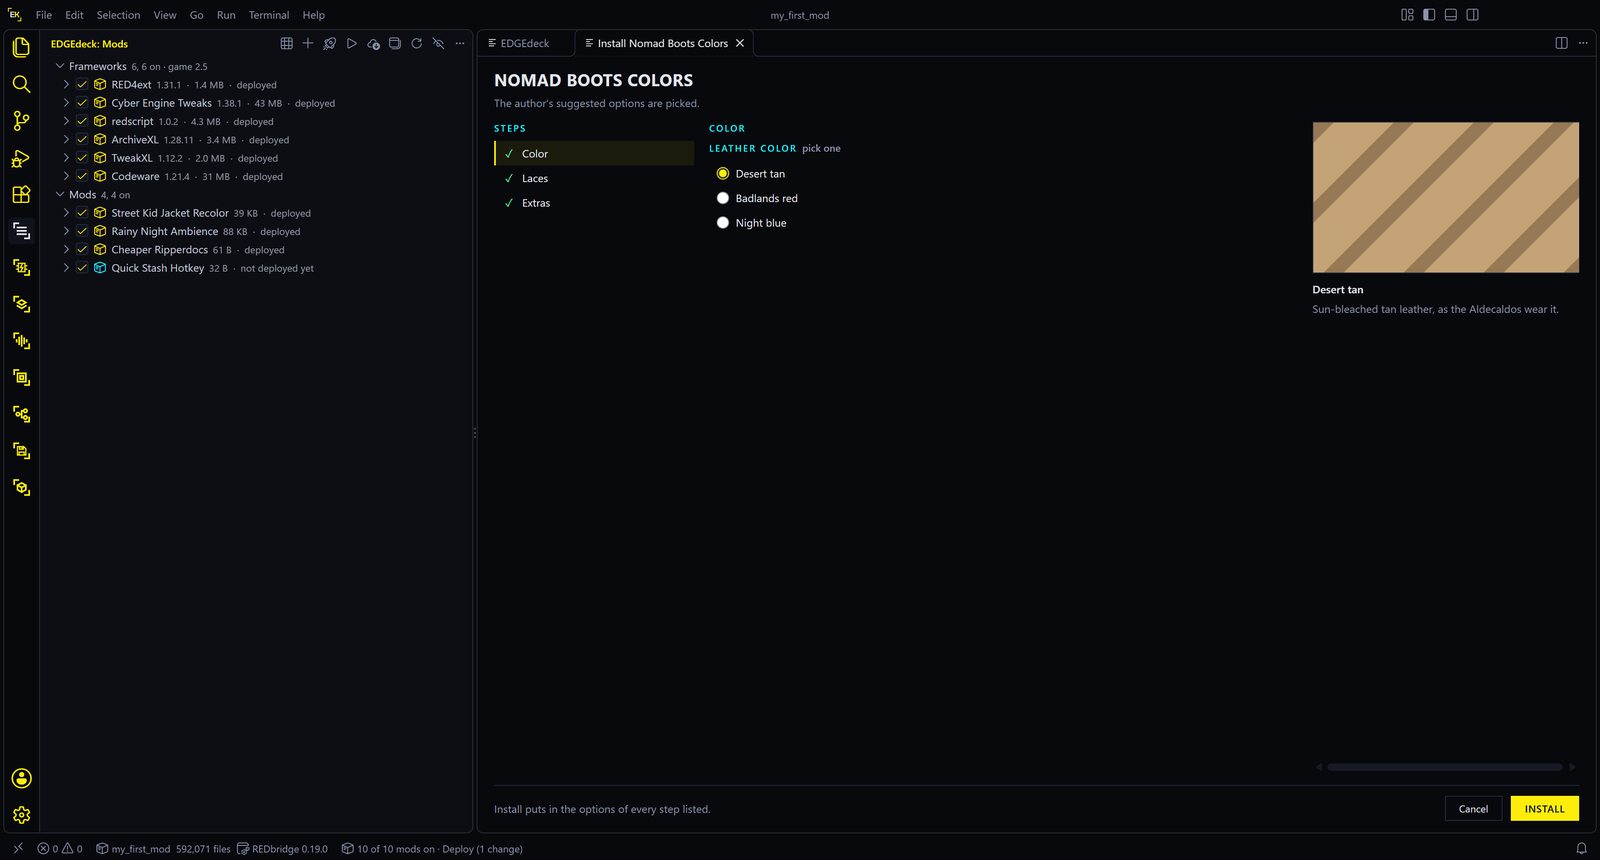 EK
File Edit Selection View Go Run Terminal Help
my_first_mod
EDGEdeck: Mods
Frameworks 6, 6 on · game 2.5
RED4ext 1.31.1 · 1.4 MB · deployed
Cyber Engine Tweaks 1.38.1 · 43 MB · deployed
redscript 1.0.2 · 4.3 MB · deployed
ArchiveXL 1.28.11 · 3.4 MB · deployed
TweakXL 1.12.2 · 2.0 MB · deployed
Codeware 1.21.4 · 31 MB · deployed
Mods 4, 4 on
Street Kid Jacket Recolor 39 KB · deployed
Rainy Night Ambience 88 KB · deployed
Cheaper Ripperdocs 61 B · deployed
Quick Stash Hotkey 32 B · not deployed yet
EDGEdeck
Install Nomad Boots Colors
NOMAD BOOTS COLORS
The author's suggested options are picked.
STEPS
Color
Laces
Extras
COLOR
LEATHER COLOR pick one
Desert tan
Badlands red
Night blue
Desert tan
Sun-bleached tan leather, as the Aldecaldos wear it.
Install puts in the options of every step listed.
Cancel
INSTALL
0 0 my_first_mod 592,071 files REDbridge 0.19.0 10 of 10 mods on · Deploy (1 change)